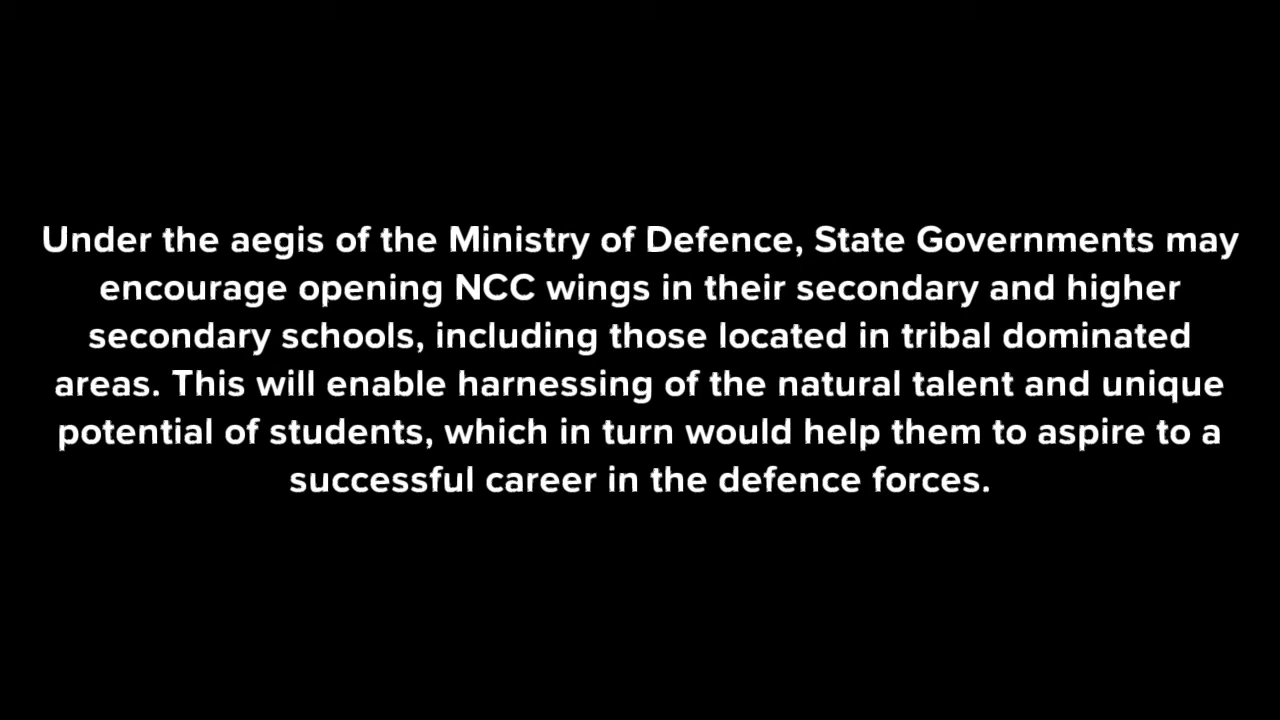 Under the aegis of the Ministry of Defence, State Governments may
encourage opening NCC wings in their secondary and higher
secondary schools, including those located in tribal dominated
areas. This will enable harnessing of the natural talent and unique
potential of students, which in turn would help them to aspire to a
successful career in the defence forces.